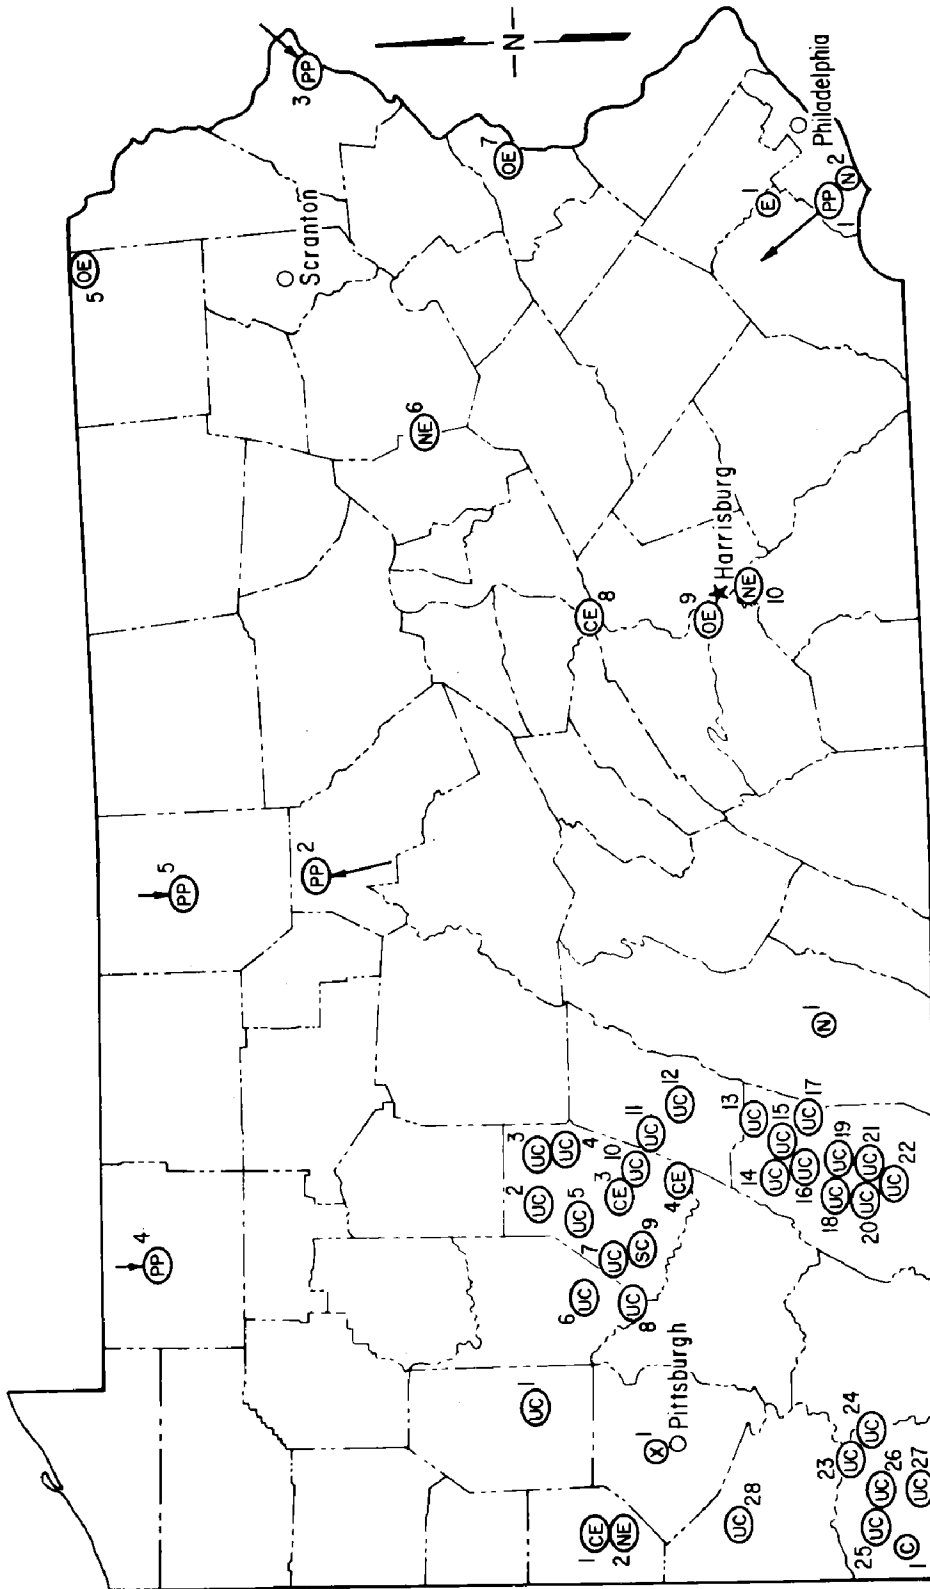 5
OE
Scranton
3
PP
-N-
7
OE
Philadelphia
E
1
PP
1
N
2
NE
6
CE
8
9
OE
Harrisburg
NE
10
PP
5
PP
2
PP
4
N
1
2
UC
3
UC
UC
4
UC
5
6
UC
7
UC
SC
9
UC
8
3
CE
10
UC
11
UC
UC
12
4
CE
13
UC
14
UC
UC
15
16
UC
UC
17
18
UC
UC
19
20
UC
UC
21
UC
22
UC
1
X
1
Pittsburgh
1
CE
2
NE
UC
28
23
UC
UC
24
25
UC
UC
26
UC
27
1
C